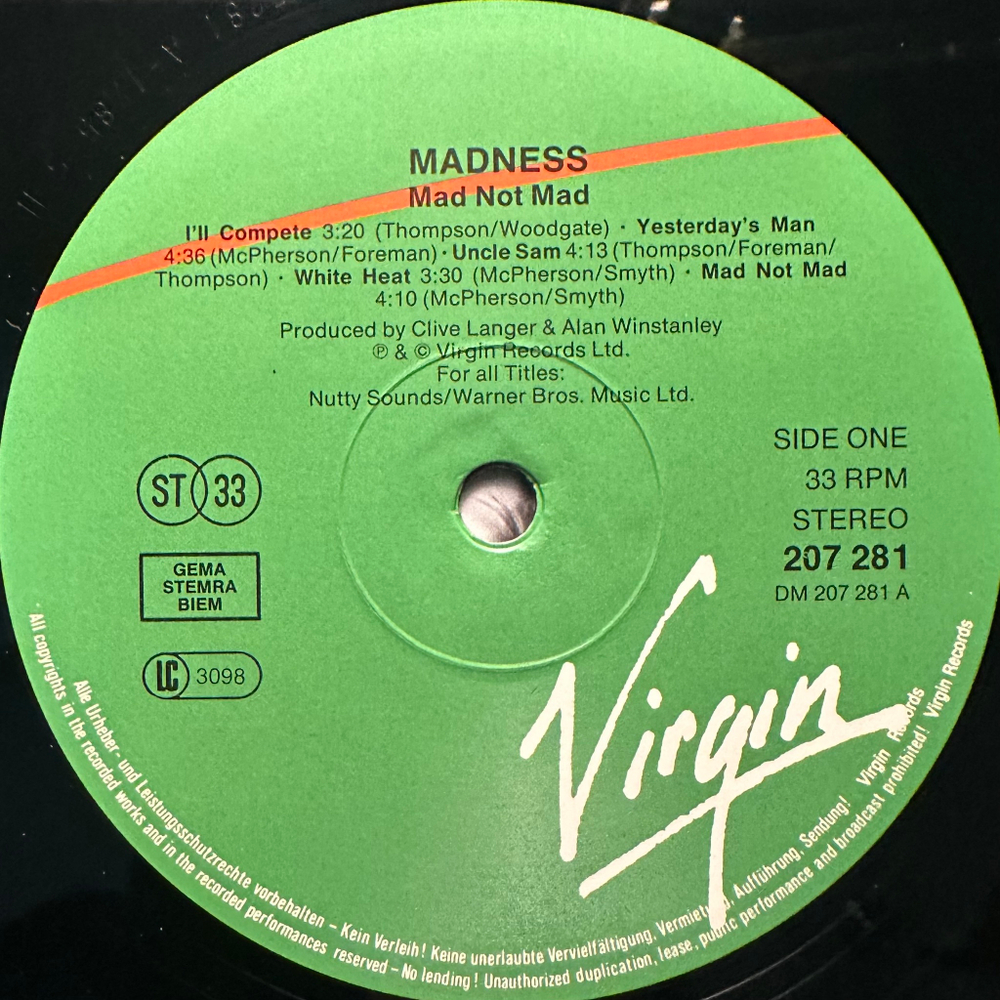 MADNESS
Mad Not Mad
I'll Compete 3:20 (Thompson/Woodgate) · Yesterday's Man
4:36 (McPherson/Foreman) · Uncle Sam 4:13 (Thompson/Foreman/
Thompson) · White Heat 3:30 (McPherson/Smyth) · Mad Not Mad
4:10 (McPherson/Smyth)
Produced by Clive Langer & Alan Winstanley
℗ & © Virgin Records Ltd.
For all Titles:
Nutty Sounds/Warner Bros. Music Ltd.
SIDE ONE
33 RPM
STEREO
207 281
DM 207 281 A
ST 33
GEMA
STEMRA
BIEM
LC 3098
Virgin
Alle Urheber- und Leistungsschutzrechte vorbehalten – Kein Verleih! Keine unerlaubte Vervielfältigung, Vermietung, Aufführung, Sendung! Virgin Records
All copyrights in the recorded works and in the recorded performances reserved – No lending! Unauthorized duplication, lease, public performance and broadcast prohibited! Virgin Records